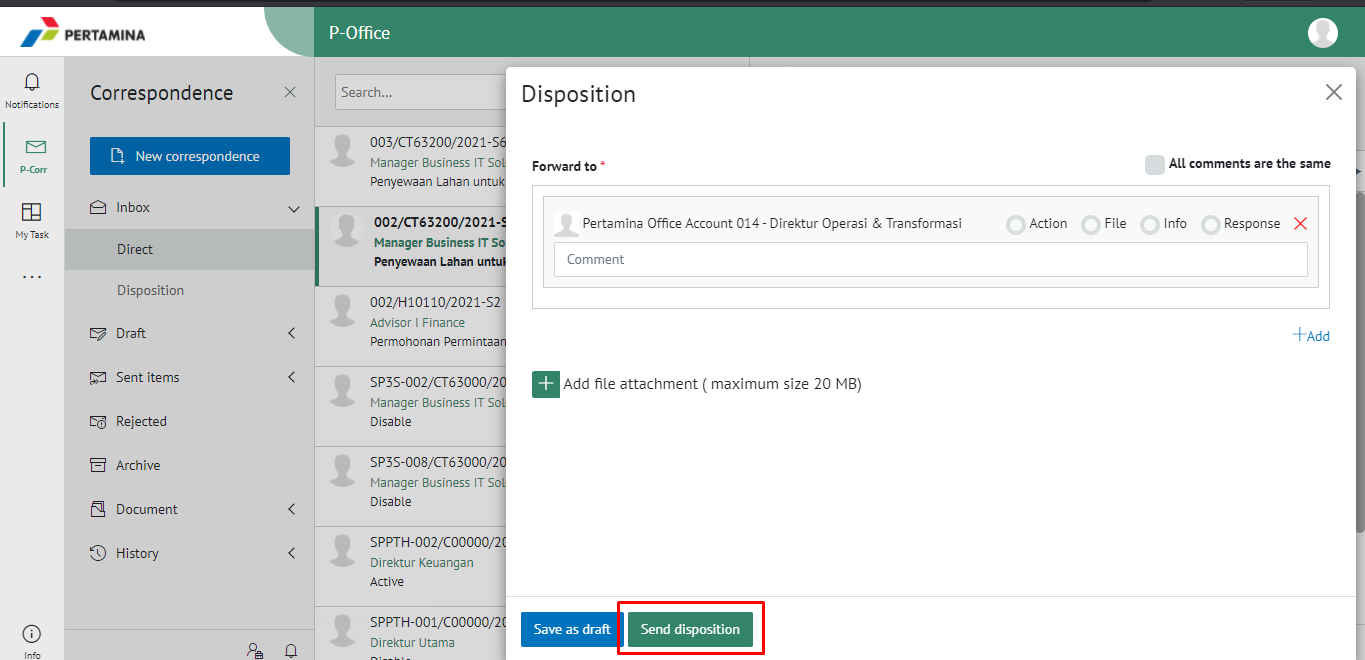 PERTAMINA
P-Office
Notifications
P-Corr
My Task
Info
Correspondence
New correspondence
Inbox
Direct
Disposition
Draft
Sent items
Rejected
Archive
Document
History
Search...
003/CT63200/2021-S6
Manager Business IT Sol
Penyewaan Lahan untuk
002/CT63200/2021-S
Manager Business IT So
Penyewaan Lahan untuk
002/H10110/2021-S2
Advisor I Finance
Permohonan Permintaan
SP3S-002/CT63000/20
Manager Business IT Sol
Disable
SP3S-008/CT63000/20
Manager Business IT Sol
Disable
SPPTH-002/C00000/20
Direktur Keuangan
Active
SPPTH-001/C00000/20
Direktur Utama
Disable
Disposition
Forward to *
All comments are the same
Pertamina Office Account 014 - Direktur Operasi & Transformasi
Action
File
Info
Response
Comment
Add
Add file attachment ( maximum size 20 MB)
Save as draft
Send disposition